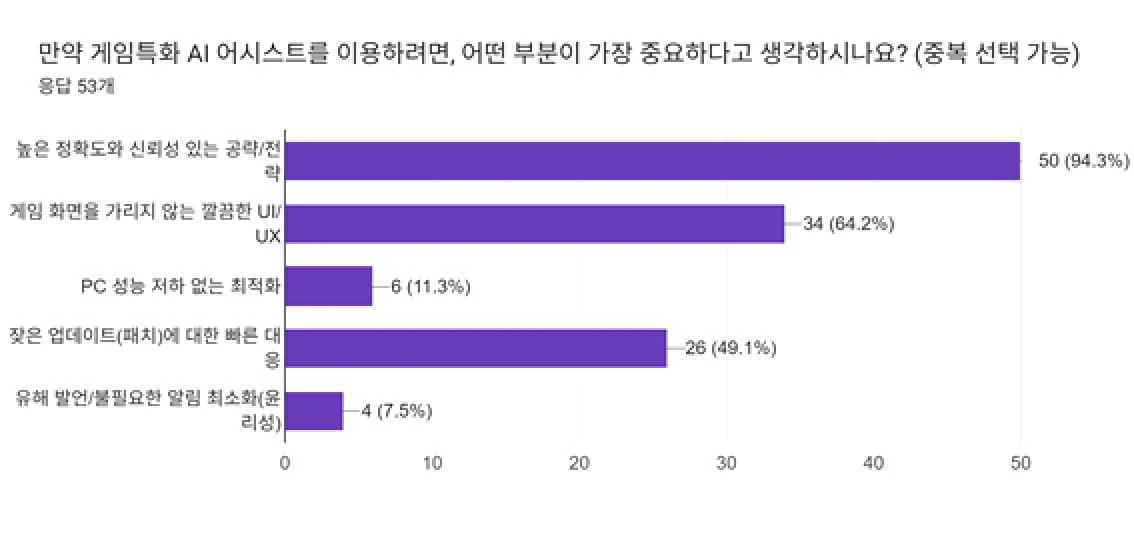 만약 게임특화 AI 어시스트를 이용하려면, 어떤 부분이 가장 중요하다고 생각하시나요? (중복 선택 가능)
응답 53개
높은 정확도와 신뢰성 있는 공략/전
략
50 (94.3%)
게임 화면을 가리지 않는 깔끔한 UI/
UX
34 (64.2%)
PC 성능 저하 없는 최적화
6 (11.3%)
잦은 업데이트(패치)에 대한 빠른 대
응
26 (49.1%)
유해 발언/불필요한 알림 최소화(윤
리성)
4 (7.5%)
0 10 20 30 40 50